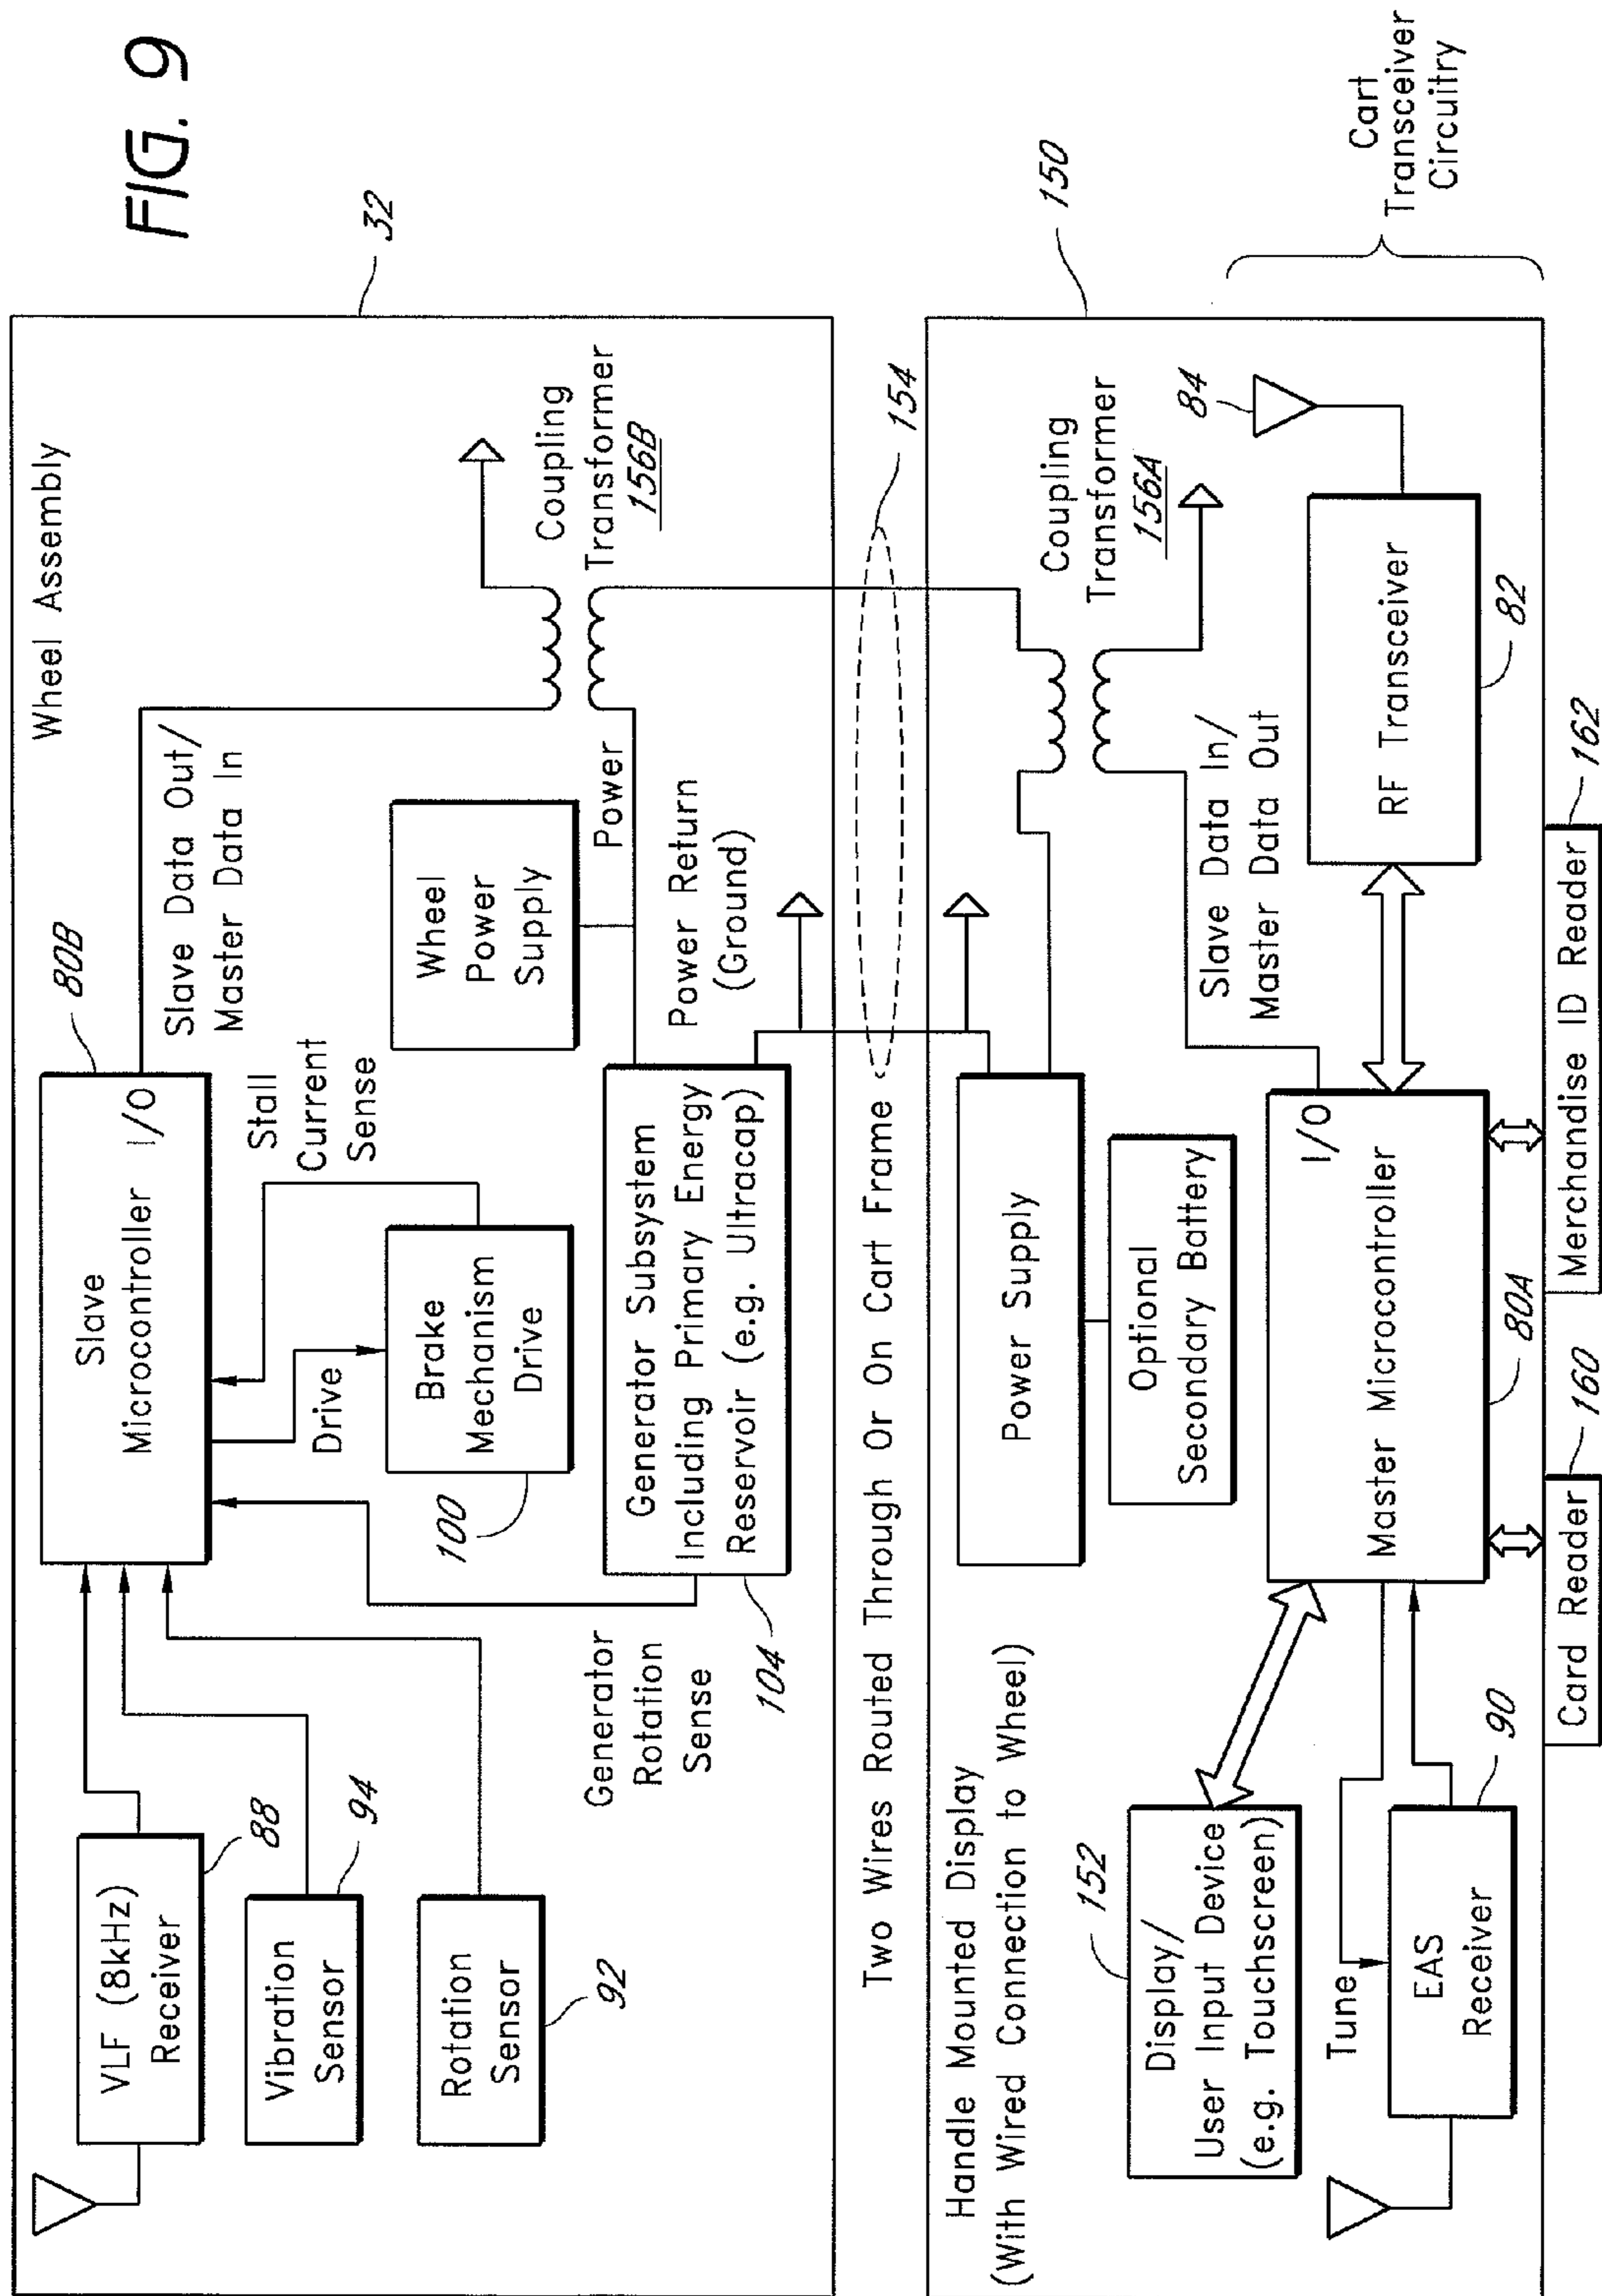 FIG. 9
Wheel Assembly
32
VLF (8kHz)
Receiver
88
Vibration
Sensor
94
Rotation
Sensor
92
Slave
Microcontroller
I/O
80B
Slave Data Out/
Master Data In
Stall
Current
Sense
Drive
Brake
Mechanism
Drive
100
Wheel
Power
Supply
Power
Coupling
Transformer
156B
Generator
Rotation
Sense
Generator Subsystem
Including Primary Energy
Reservoir (e.g. Ultracap)
104
Power Return
(Ground)
Two Wires Routed Through Or On Cart Frame
154
Handle Mounted Display
(With Wired Connection to Wheel)
150
Power Supply
Optional
Secondary Battery
Coupling
Transformer
156A
Display/
User Input Device
(e.g. Touchscreen)
152
Slave Data In/
Master Data Out
Master Microcontroller
I/O
80A
RF Transceiver
82
84
Tune
EAS
Receiver
90
Card Reader
160
Merchandise ID Reader
162
Cart
Transceiver
Circuitry